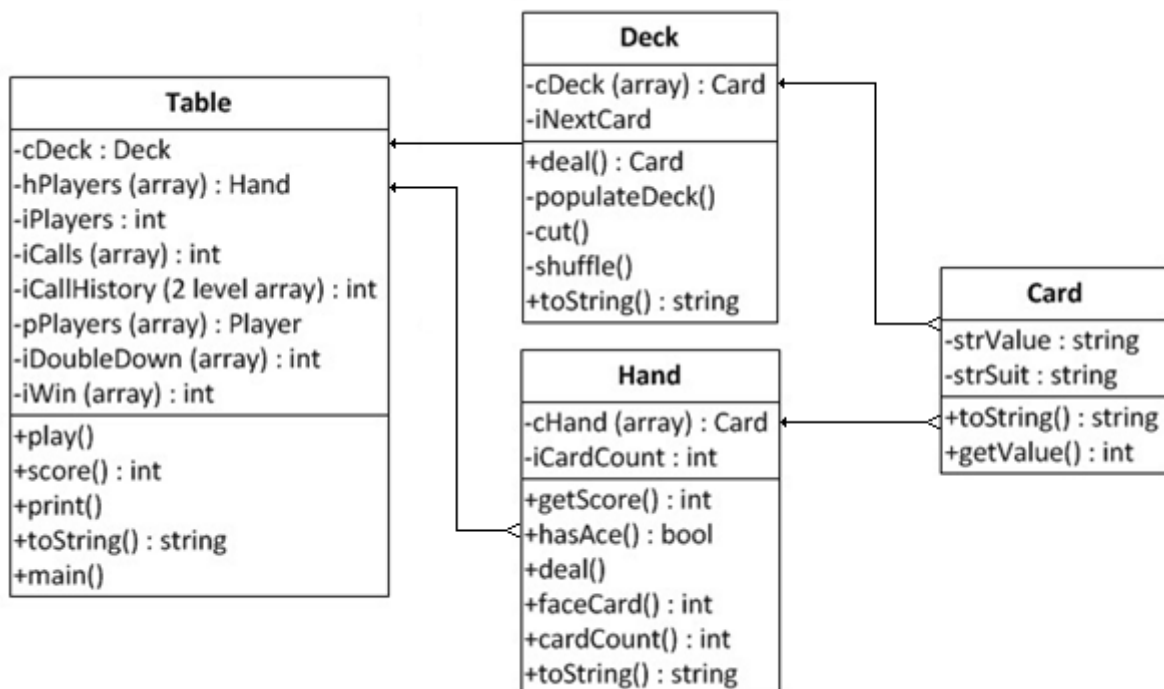 Table
-cDeck : Deck
-hPlayers (array) : Hand
-iPlayers : int
-iCalls (array) : int
-iCallHistory (2 level array) : int
-pPlayers (array) : Player
-iDoubleDown (array) : int
-iWin (array) : int
+play()
+score() : int
+print()
+toString() : string
+main()
Deck
-cDeck (array) : Card
-iNextCard
+deal() : Card
-populateDeck()
-cut()
-shuffle()
+toString() : string
Hand
-cHand (array) : Card
-iCardCount : int
+getScore() : int
+hasAce() : bool
+deal()
+faceCard() : int
+cardCount() : int
+toString() : string
Card
-strValue : string
-strSuit : string
+toString() : string
+getValue() : int